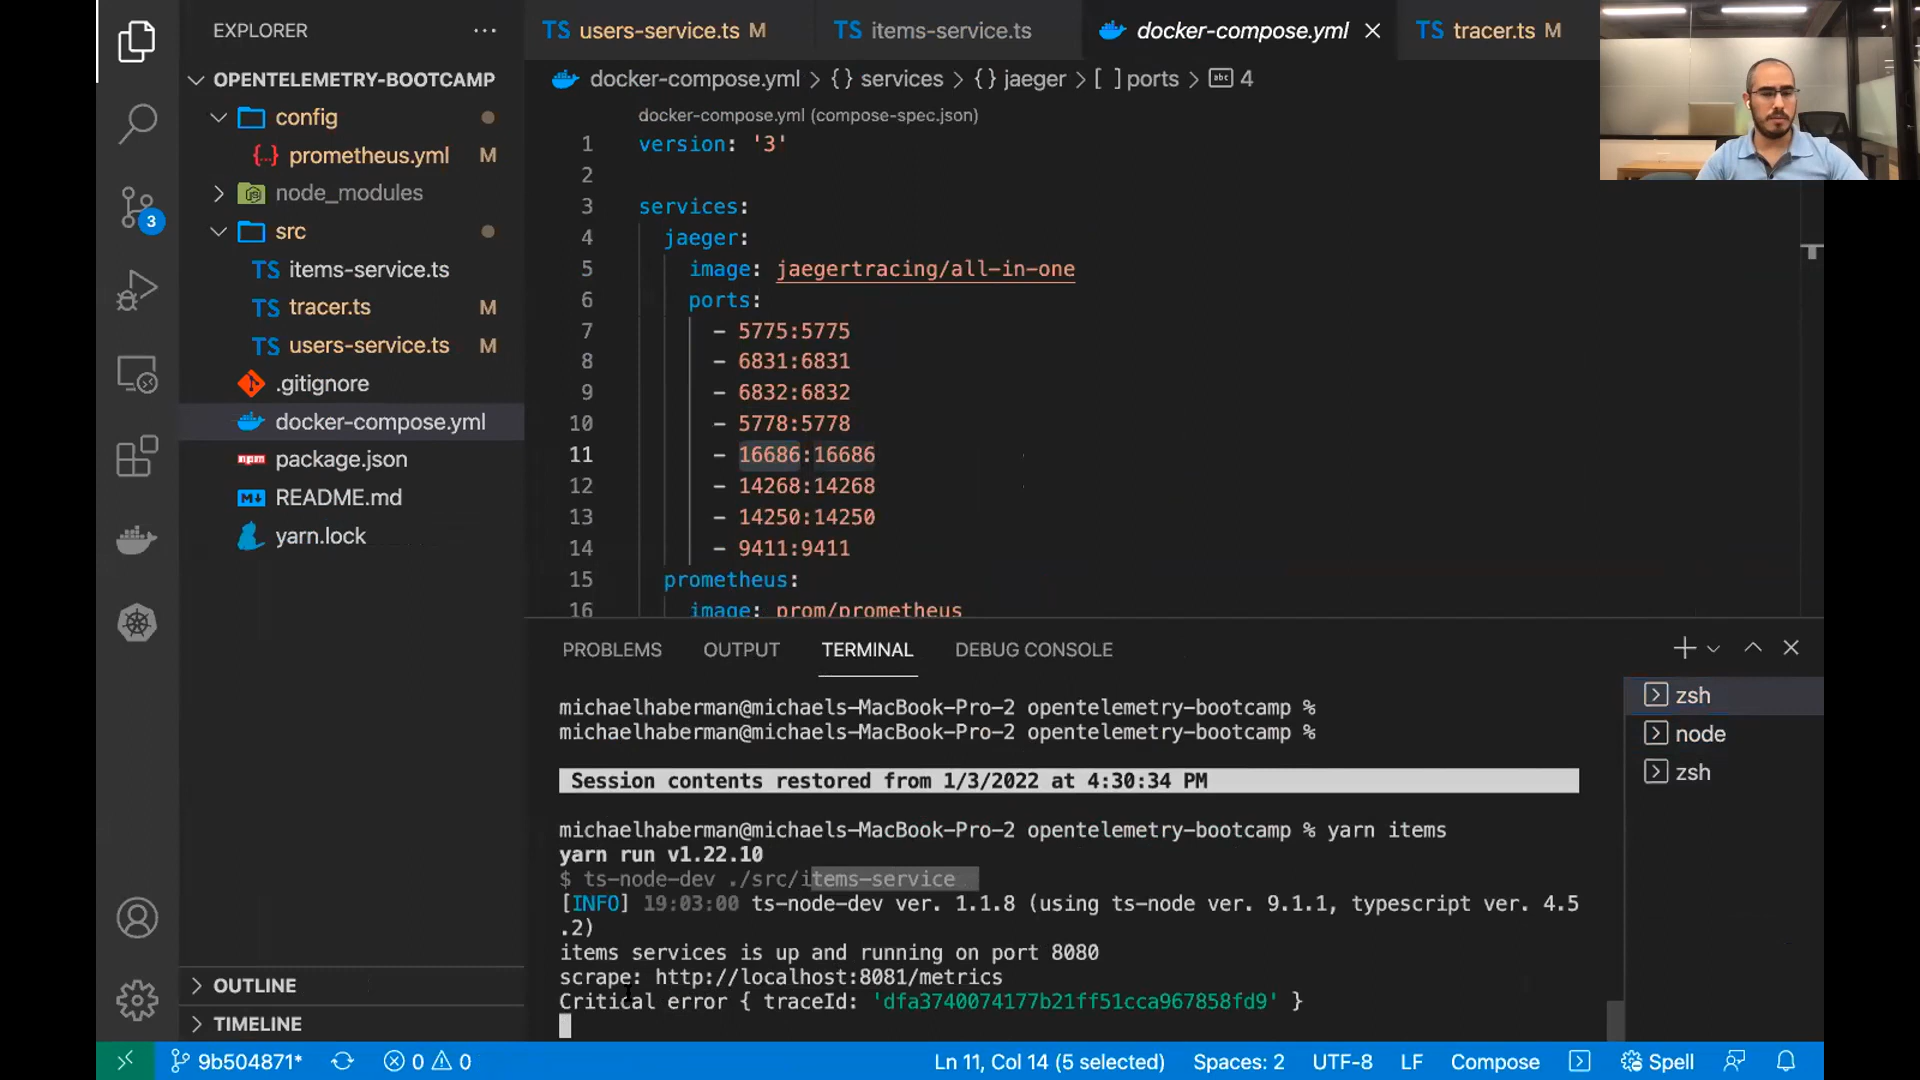 EXPLORER
OPENTELEMETRY-BOOTCAMP
config
prometheus.yml M
node_modules
src
TS items-service.ts
TS tracer.ts M
TS users-service.ts M
.gitignore
docker-compose.yml
npm package.json
M README.md
yarn.lock
OUTLINE
TIMELINE
3
TS users-service.ts M
TS items-service.ts
docker-compose.yml
TS tracer.ts M
docker-compose.yml > {} services > {} jaeger > [ ] ports > abc 4
docker-compose.yml (compose-spec.json)
1 version: '3'
2
3 services:
4 jaeger:
5 image: jaegertracing/all-in-one
6 ports:
7 - 5775:5775
8 - 6831:6831
9 - 6832:6832
10 - 5778:5778
11 - 16686:16686
12 - 14268:14268
13 - 14250:14250
14 - 9411:9411
15 prometheus:
16 image: prom/prometheus
PROBLEMS OUTPUT TERMINAL DEBUG CONSOLE
michaelhaberman@michaels-MacBook-Pro-2 opentelemetry-bootcamp %
michaelhaberman@michaels-MacBook-Pro-2 opentelemetry-bootcamp %
Session contents restored from 1/3/2022 at 4:30:34 PM
michaelhaberman@michaels-MacBook-Pro-2 opentelemetry-bootcamp % yarn items
yarn run v1.22.10
$ ts-node-dev ./src/items-service
[INFO] 19:03:00 ts-node-dev ver. 1.1.8 (using ts-node ver. 9.1.1, typescript ver. 4.5
.2)
items services is up and running on port 8080
scrape: http://localhost:8081/metrics
Critical error { traceId: 'dfa3740074177b21ff51cca967858fd9' }
zsh
node
zsh
9b504871* 0 0 Ln 11, Col 14 (5 selected) Spaces: 2 UTF-8 LF Compose Spell